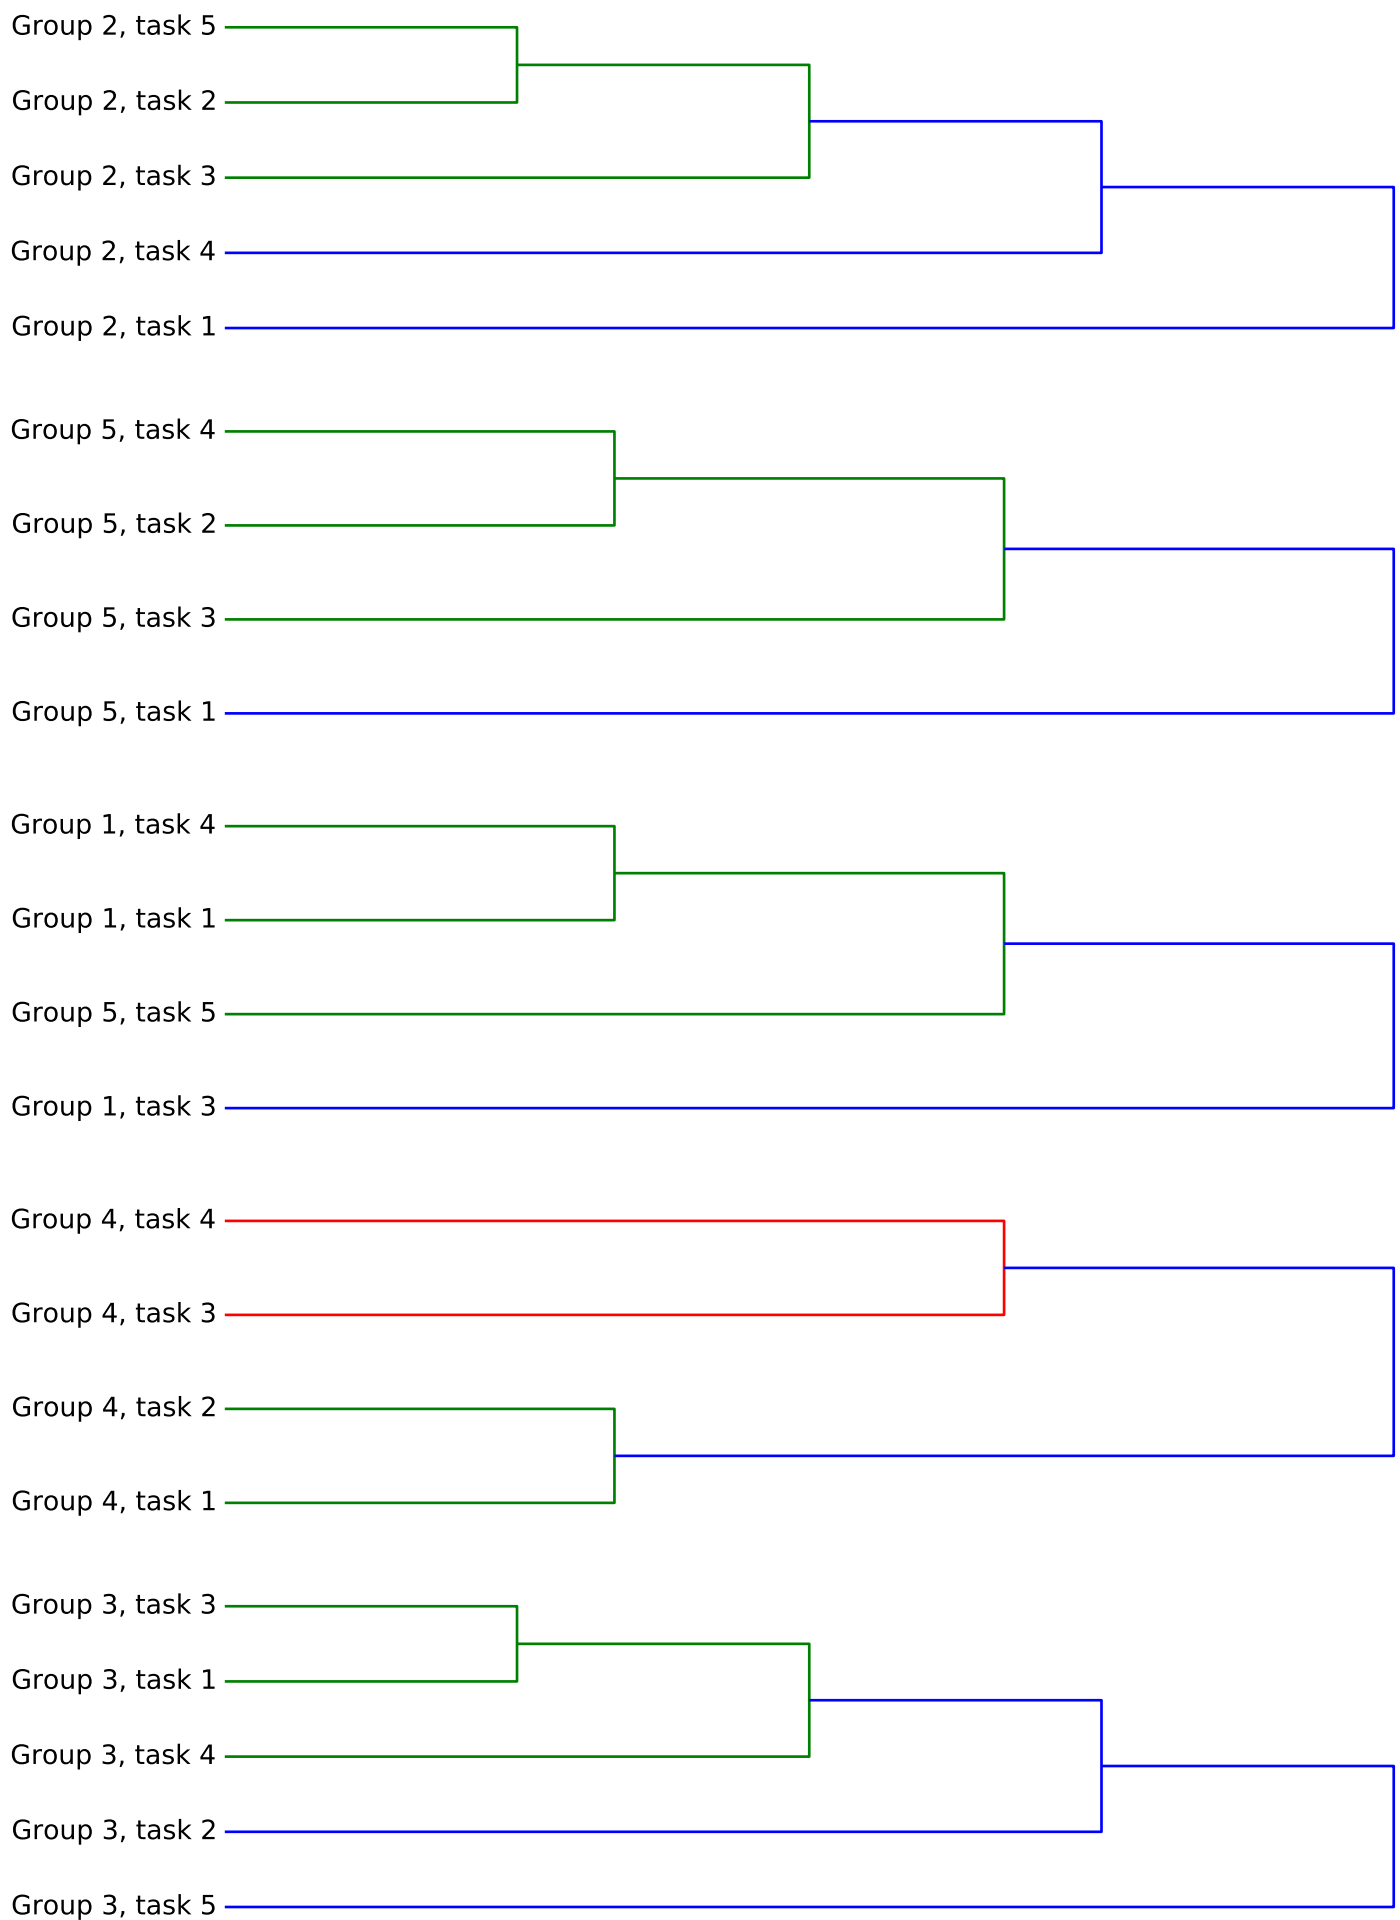 Group 2, task 5
Group 2, task 2
Group 2, task 3
Group 2, task 4
Group 2, task 1
Group 5, task 4
Group 5, task 2
Group 5, task 3
Group 5, task 1
Group 1, task 4
Group 1, task 1
Group 5, task 5
Group 1, task 3
Group 4, task 4
Group 4, task 3
Group 4, task 2
Group 4, task 1
Group 3, task 3
Group 3, task 1
Group 3, task 4
Group 3, task 2
Group 3, task 5